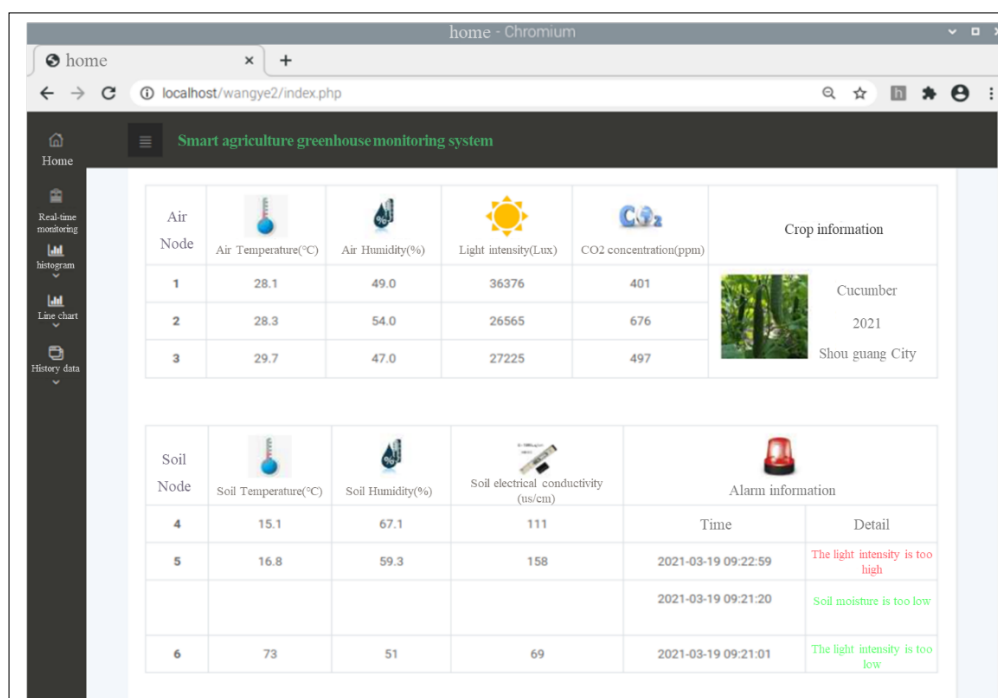 home - Chromium
home
localhost/wangye2/index.php
Home
Smart agriculture greenhouse monitoring system
Real-time
monitoring
histogram
Line chart
History data
Air
Node
Air Temperature(°C)
%
Air Humidity(%)
Light intensity(Lux)
CO2
CO2 concentration(ppm)
Crop information
1 28.1 49.0 36376 401
2 28.3 54.0 26565 676
3 29.7 47.0 27225 497
Cucumber
2021
Shou guang City
Soil
Node
Soil Temperature(°C)
%
Soil Humidity(%)
Soil electrical conductivity
(us/cm)
Alarm information
4 15.1 67.1 111 Time Detail
5 16.8 59.3 158 2021-03-19 09:22:59
The light intensity is too
high
2021-03-19 09:21:20 Soil moisture is too low
6 73 51 69 2021-03-19 09:21:01
The light intensity is too
low